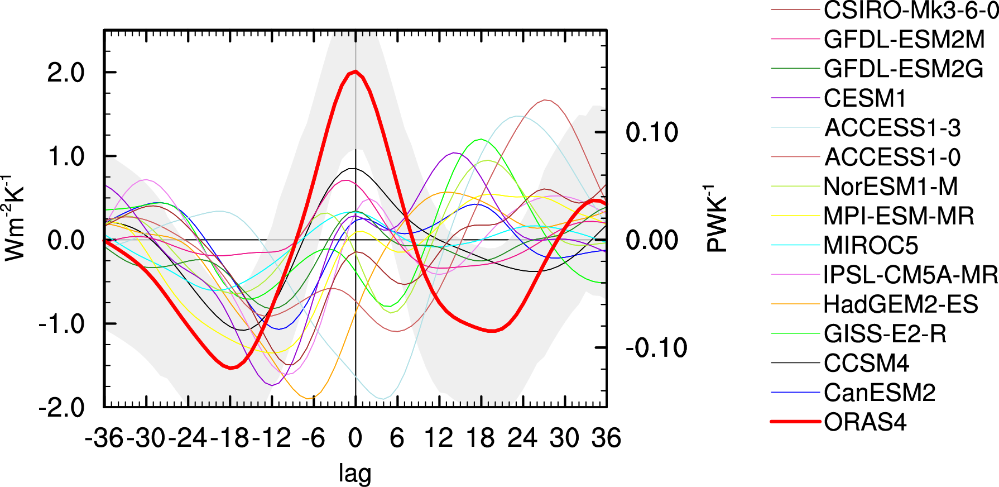 CSIRO-Mk3-6-0
GFDL-ESM2M
GFDL-ESM2G
CESM1
ACCESS1-3
ACCESS1-0
NorESM1-M
MPI-ESM-MR
MIROC5
IPSL-CM5A-MR
HadGEM2-ES
GISS-E2-R
CCSM4
CanESM2
ORAS4
2.0
1.0
0.0
-1.0
-2.0
Wm⁻²K⁻¹
0.10
0.00
-0.10
PWK⁻¹
-36 -30 -24 -18 -12 -6 0 6 12 18 24 30 36
lag